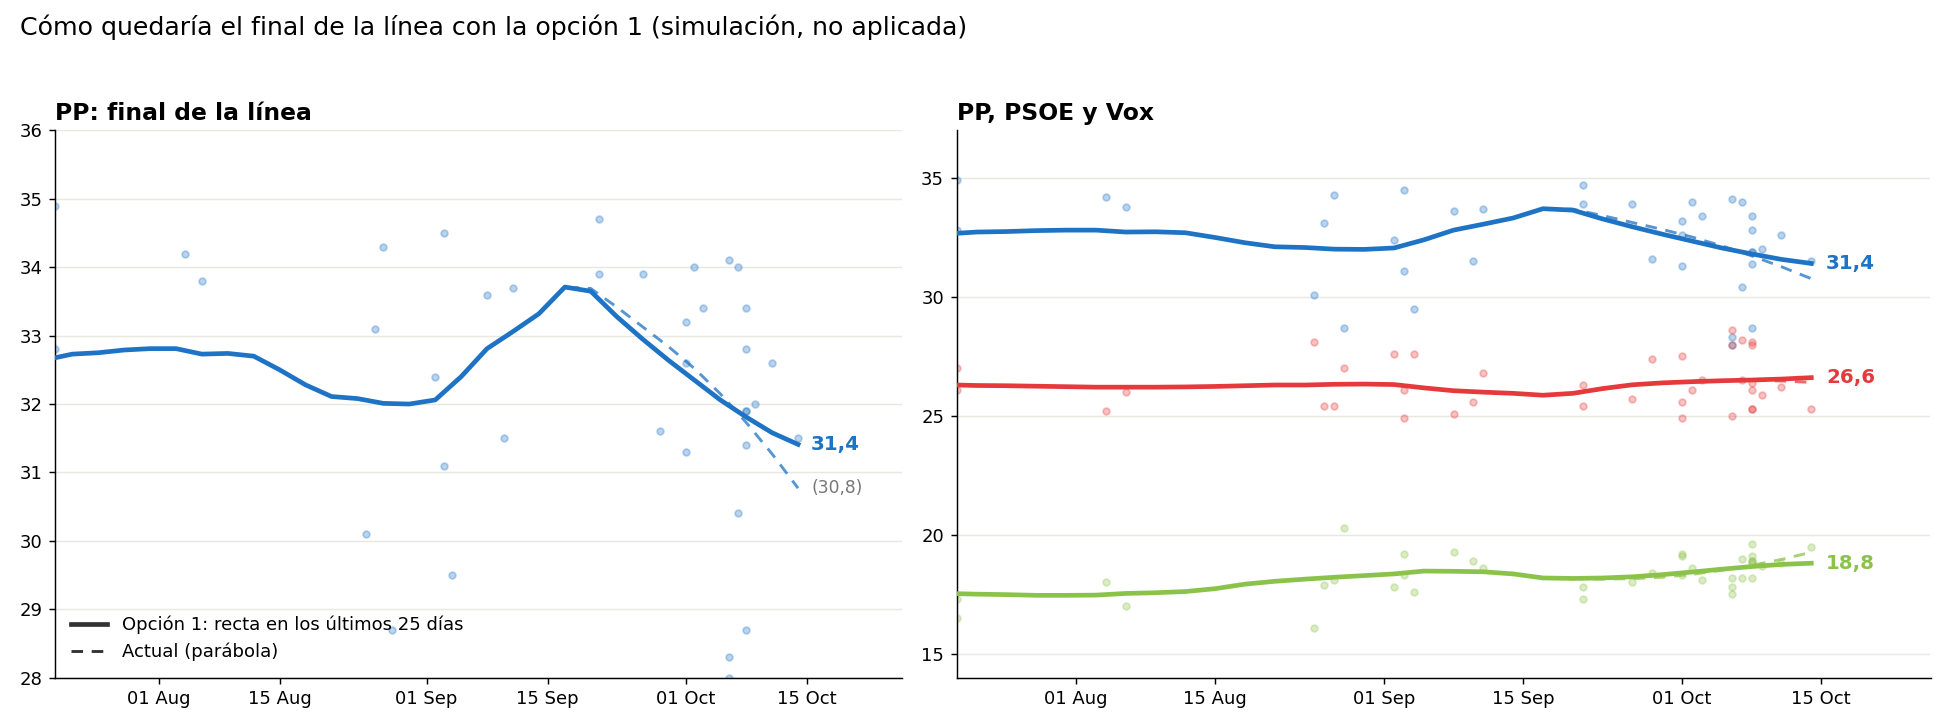 Cómo quedaría el final de la línea con la opción 1 (simulación, no aplicada)
PP: final de la línea
36
35
34
33
32
31
30
29
28
31,4
(30,8)
Opción 1: recta en los últimos 25 días
Actual (parábola)
01 Aug
15 Aug
01 Sep
15 Sep
01 Oct
15 Oct
PP, PSOE y Vox
35
30
25
20
15
31,4
26,6
18,8
01 Aug
15 Aug
01 Sep
15 Sep
01 Oct
15 Oct